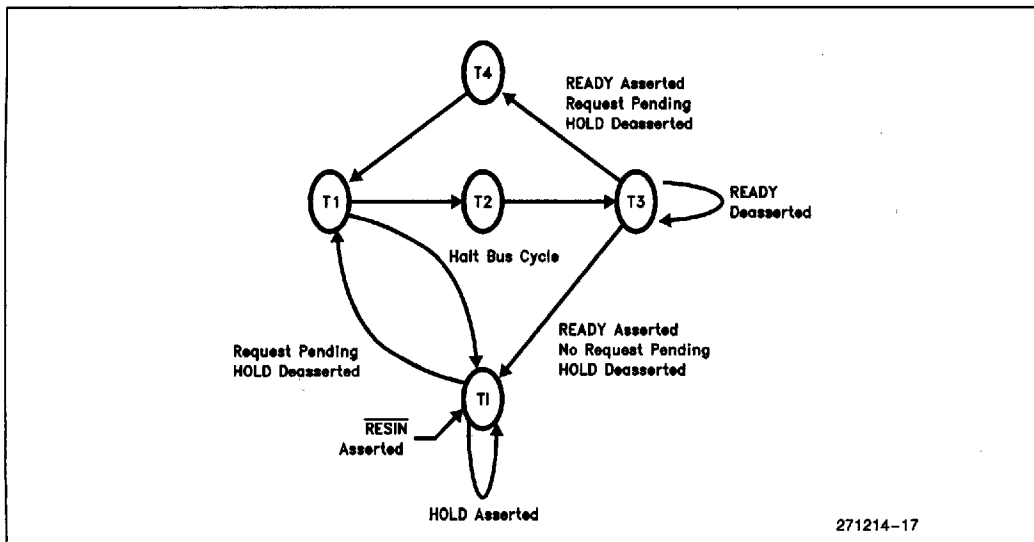 T4
READY Asserted
Request Pending
HOLD Deasserted
T1
T2
T3
READY
Deasserted
Halt Bus Cycle
READY Asserted
No Request Pending
HOLD Deasserted
Request Pending
HOLD Deasserted
TI
RESIN
Asserted
HOLD Asserted
271214-17